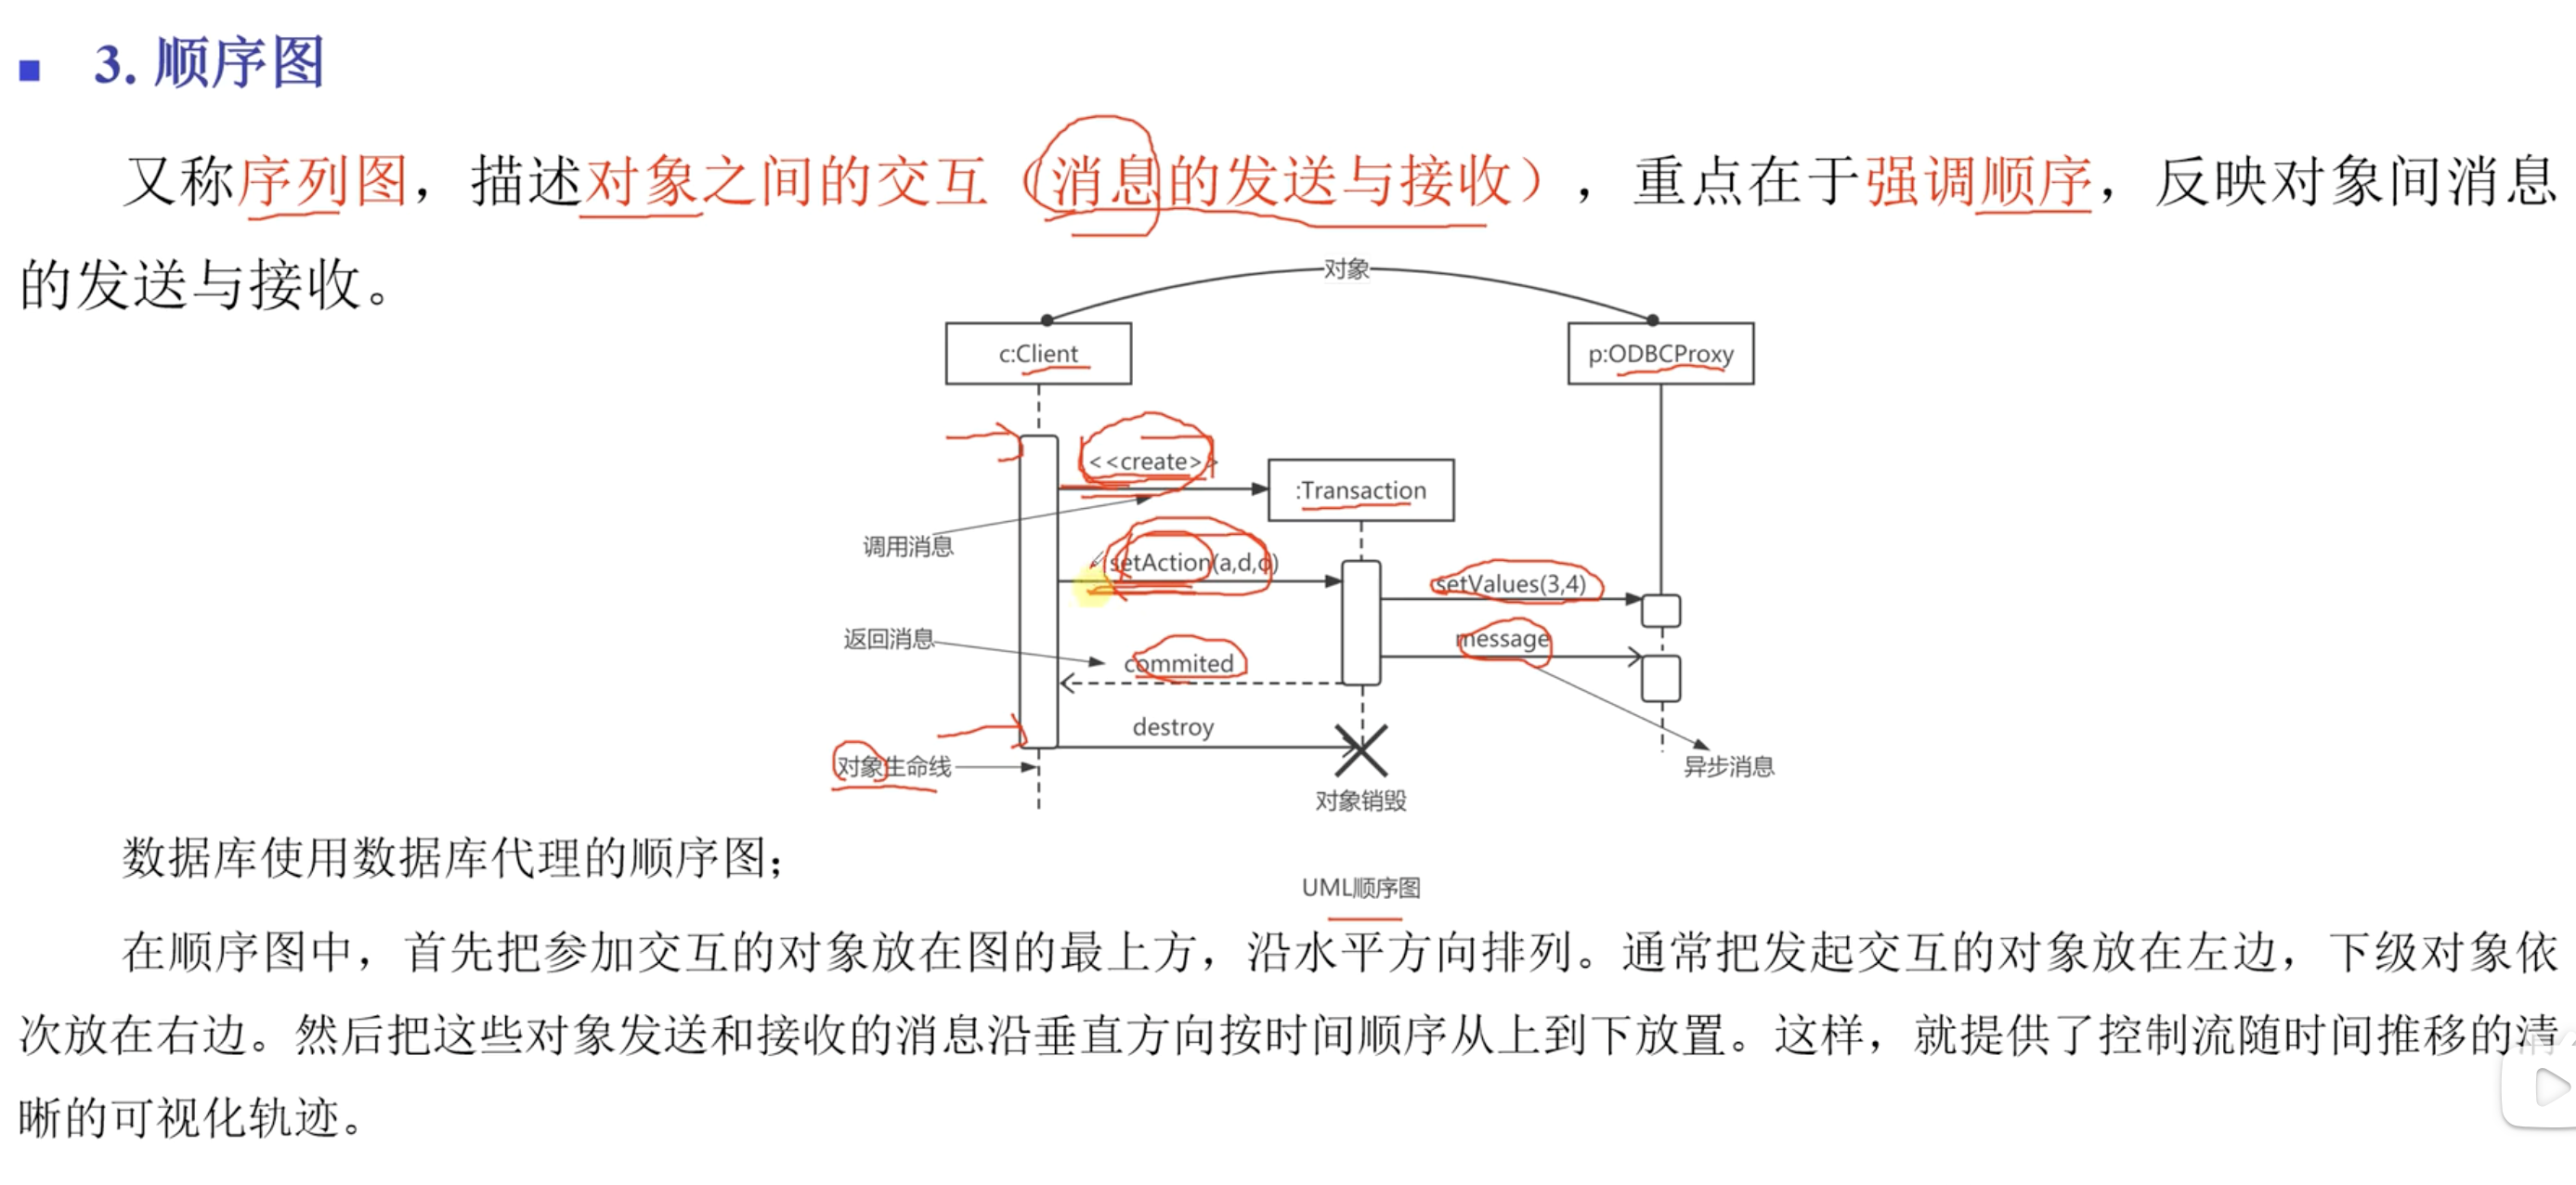 3. 顺序图
又称序列图，描述对象之间的交互（消息的发送与接收），重点在于强调顺序，反映对象间消息
的发送与接收。
对象
c:Client
p:ODBCProxy
<<create>>
:Transaction
调用消息
setAction(a,d,o)
setValues(3,4)
返回消息
message
commited
destroy
对象生命线
异步消息
对象销毁
数据库使用数据库代理的顺序图；
UML顺序图
在顺序图中，首先把参加交互的对象放在图的最上方，沿水平方向排列。通常把发起交互的对象放在左边，下级对象依
次放在右边。然后把这些对象发送和接收的消息沿垂直方向按时间顺序从上到下放置。这样，就提供了控制流随时间推移的清
晰的可视化轨迹。